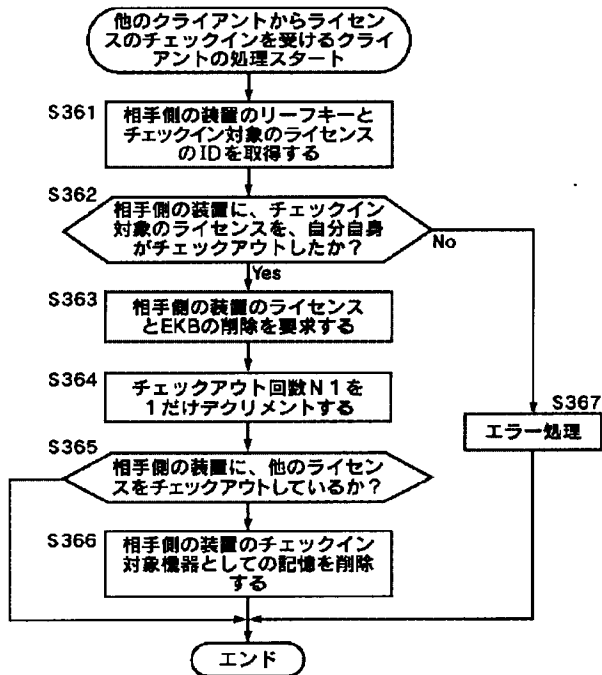 他のクライアントからライセン
スのチェックインを受けるクライ
アントの処理スタート
S361
相手側の装置のリーフキーと
チェックイン対象のライセンス
のIDを取得する
S362
相手側の装置に、チェックイン
対象のライセンスを、自分自身
がチェックアウトしたか？
No
Yes
S363
相手側の装置のライセンス
とEKBの削除を要求する
S364
チェックアウト回数N1を
1だけデクリメントする
S367
エラー処理
S365
相手側の装置に、他のライセン
スをチェックアウトしているか？
S366
相手側の装置のチェックイン
対象機器としての記憶を削除
する
エンド